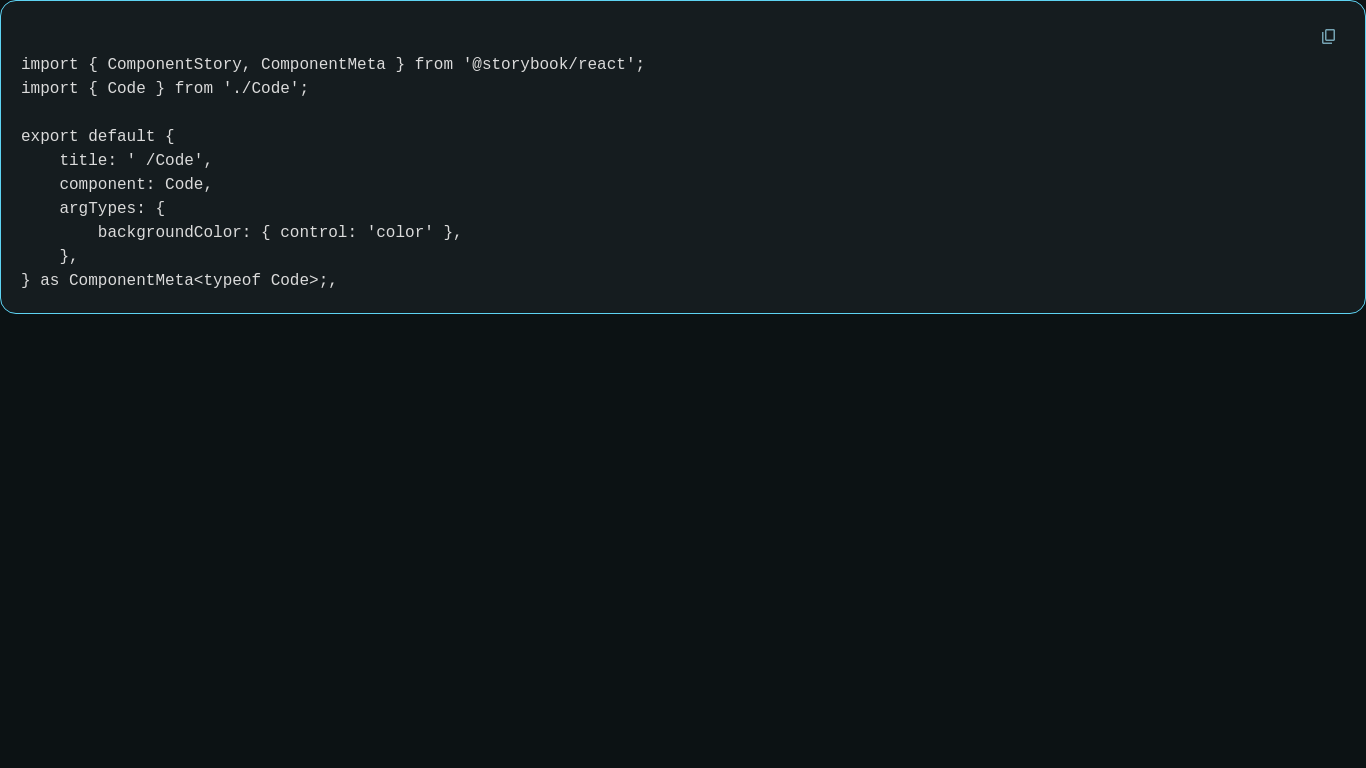 import { ComponentStory, ComponentMeta } from '@storybook/react';
import { Code } from './Code';

export default {
    title: ' /Code',
    component: Code,
    argTypes: {
        backgroundColor: { control: 'color' },
    },
} as ComponentMeta<typeof Code>;,